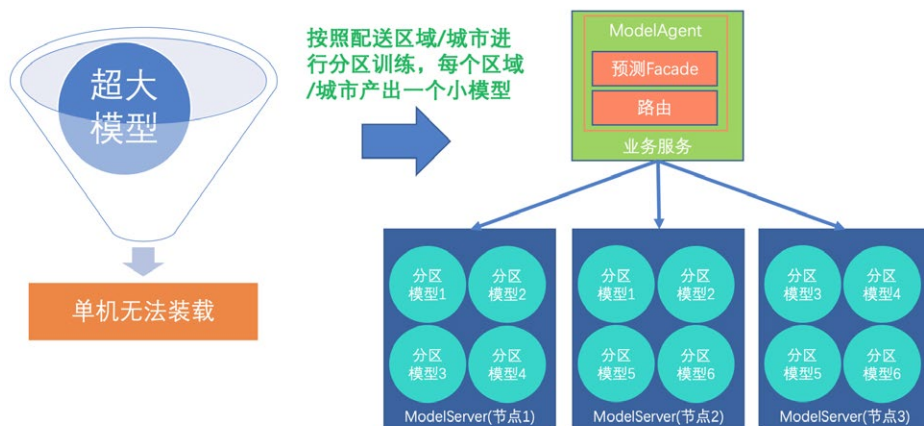 超大
模型
单机无法装载
按照配送区域/城市进
行分区训练，每个区域
/城市产出一个小模型
ModelAgent
预测Facade
路由
业务服务
分区
模型1
分区
模型2
分区
模型3
分区
模型4
ModelServer(节点1)
分区
模型1
分区
模型2
分区
模型5
分区
模型6
ModelServer(节点2)
分区
模型3
分区
模型4
分区
模型5
分区
模型6
ModelServer(节点3)